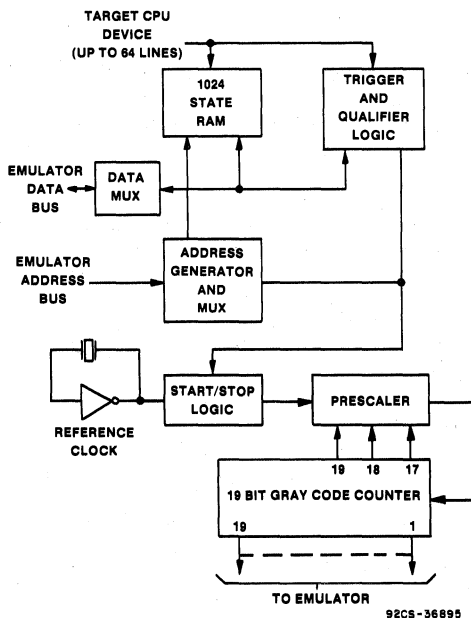 TARGET CPU
DEVICE
(UP TO 64 LINES)
1024
STATE
RAM
TRIGGER
AND
QUALIFIER
LOGIC
EMULATOR
DATA
BUS
DATA
MUX
EMULATOR
ADDRESS
BUS
ADDRESS
GENERATOR
AND
MUX
REFERENCE
CLOCK
START/STOP
LOGIC
PRESCALER
19 18 17
19 BIT GRAY CODE COUNTER
19 1
TO EMULATOR
92CS-36895